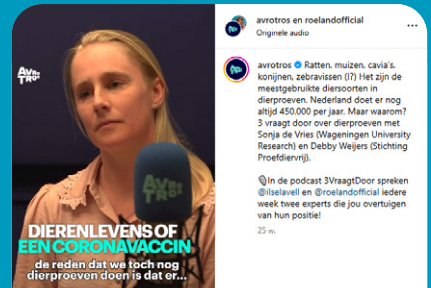 avrotros en roelandofficial
Originele audio
...
avrotros Ratten, muizen, cavia's,
konijnen, zebravissen (!?) Het zijn de
meestgebruikte diersoorten in
dierproeven. Nederland doet er nog
altijd 450.000 per jaar. Maar waarom?
3 vraagt door over dierproeven met
Sonja de Vries (Wageningen University
Research) en Debby Weijers (Stichting
Proefdiervrij).
🎙️In de podcast 3VraagtDoor spreken
@ilselavell en @roelandofficial iedere
week twee experts die jou overtuigen
van hun positie!
25 w.
AVRO
TROS
AVRO
TROS
DIERENLEVENS OF
EEN CORONAVACCIN
de reden dat we toch nog
dierproeven doen is dat er...